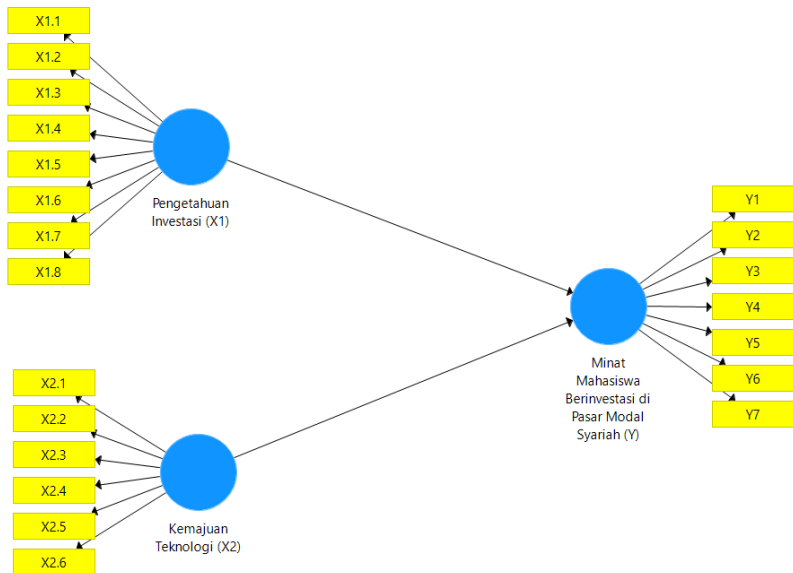 X1.1
X1.2
X1.3
X1.4
X1.5
X1.6
X1.7
X1.8
Pengetahuan
Investasi (X1)
X2.1
X2.2
X2.3
X2.4
X2.5
X2.6
Kemajuan
Teknologi (X2)
Minat
Mahasiswa
Berinvestasi di
Pasar Modal
Syariah (Y)
Y1
Y2
Y3
Y4
Y5
Y6
Y7